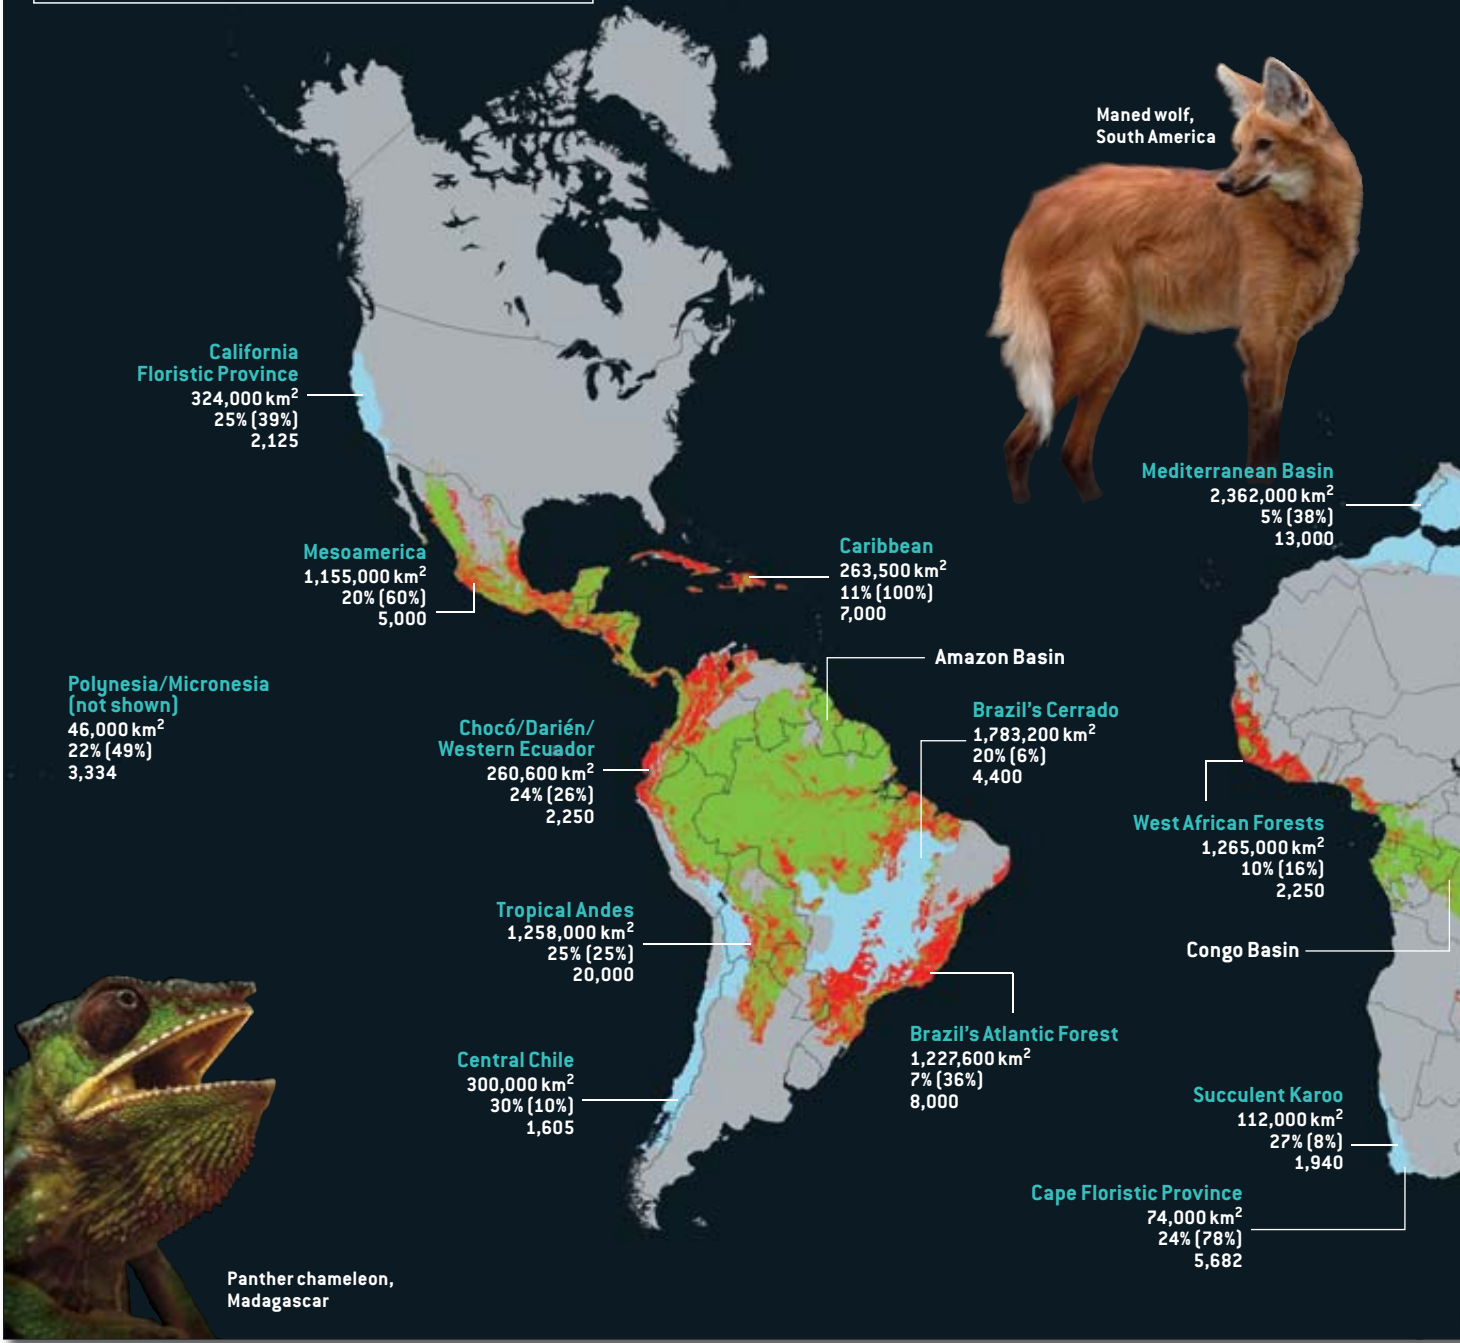 Maned wolf,
South America
California
Floristic Province
324,000 km²
25% (39%)
2,125
Mediterranean Basin
2,362,000 km²
5% (38%)
13,000
Mesoamerica
1,155,000 km²
20% (60%)
5,000
Caribbean
263,500 km²
11% (100%)
7,000
Amazon Basin
Polynesia/Micronesia
(not shown)
46,000 km²
22% (49%)
3,334
Chocó/Darién/
Western Ecuador
260,600 km²
24% (26%)
2,250
Brazil's Cerrado
1,783,200 km²
20% (6%)
4,400
West African Forests
1,265,000 km²
10% (16%)
2,250
Tropical Andes
1,258,000 km²
25% (25%)
20,000
Congo Basin
Brazil's Atlantic Forest
1,227,600 km²
7% (36%)
8,000
Central Chile
300,000 km²
30% (10%)
1,605
Succulent Karoo
112,000 km²
27% (8%)
1,940
Cape Floristic Province
74,000 km²
24% (78%)
5,682
Panther chameleon,
Madagascar